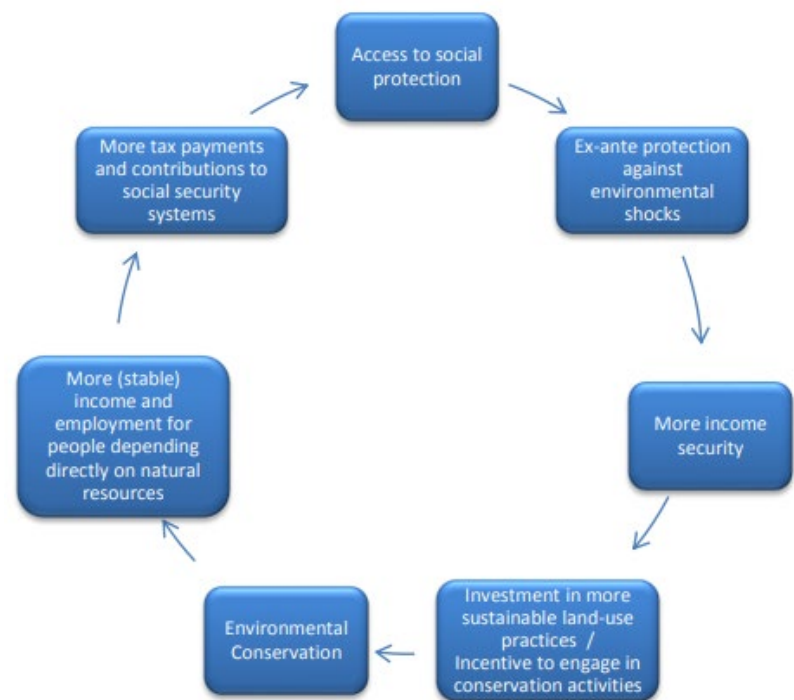 Access to social
protection
Ex-ante protection
against
environmental
shocks
More income
security
Investment in more
sustainable land-use
practices /
Incentive to engage in
conservation activities
Environmental
Conservation
More (stable)
income and
employment for
people depending
directly on natural
resources
More tax payments
and contributions to
social security
systems